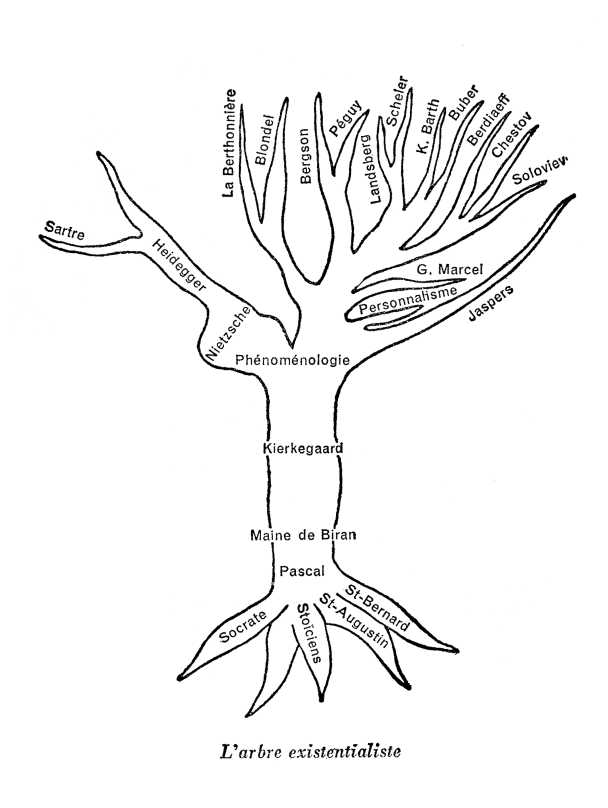 La Berthonnière
Blondel
Bergson
Péguy
Landsberg
Scheler
K. Barth
Buber
Berdiaeff
Chestov
Soloviev
Sartre
Heidegger
Nietzsche
G. Marcel
Personnalisme
Jaspers
Phénoménologie
Kierkegaard
Maine de Biran
Pascal
Socrate
Stoïciens
St-Augustin
St-Bernard
L'arbre existentialiste